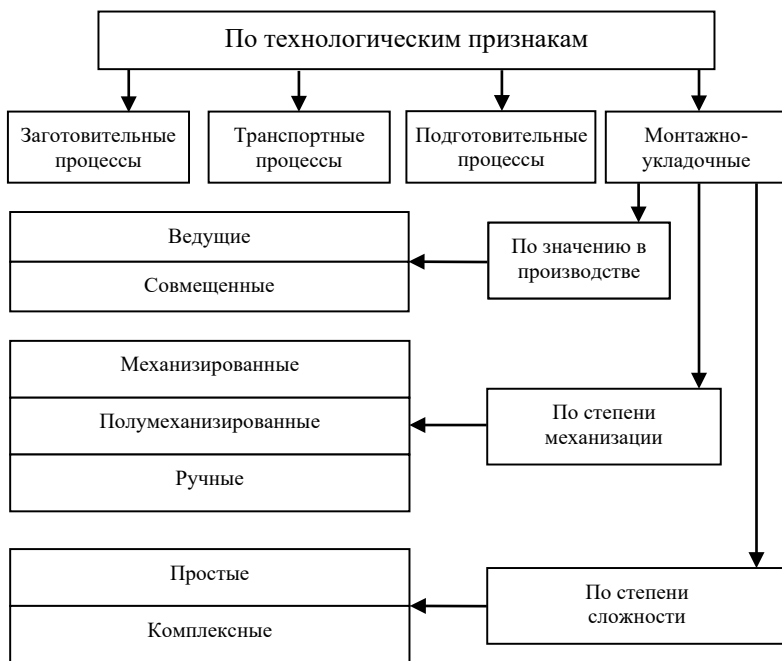 По технологическим признакам
Заготовительные
процессы
Транспортные
процессы
Подготовительные
процессы
Монтажно-
укладочные
Ведущие
Совмещенные
По значению в
производстве
Механизированные
Полумеханизированные
Ручные
По степени
механизации
Простые
Комплексные
По степени
сложности